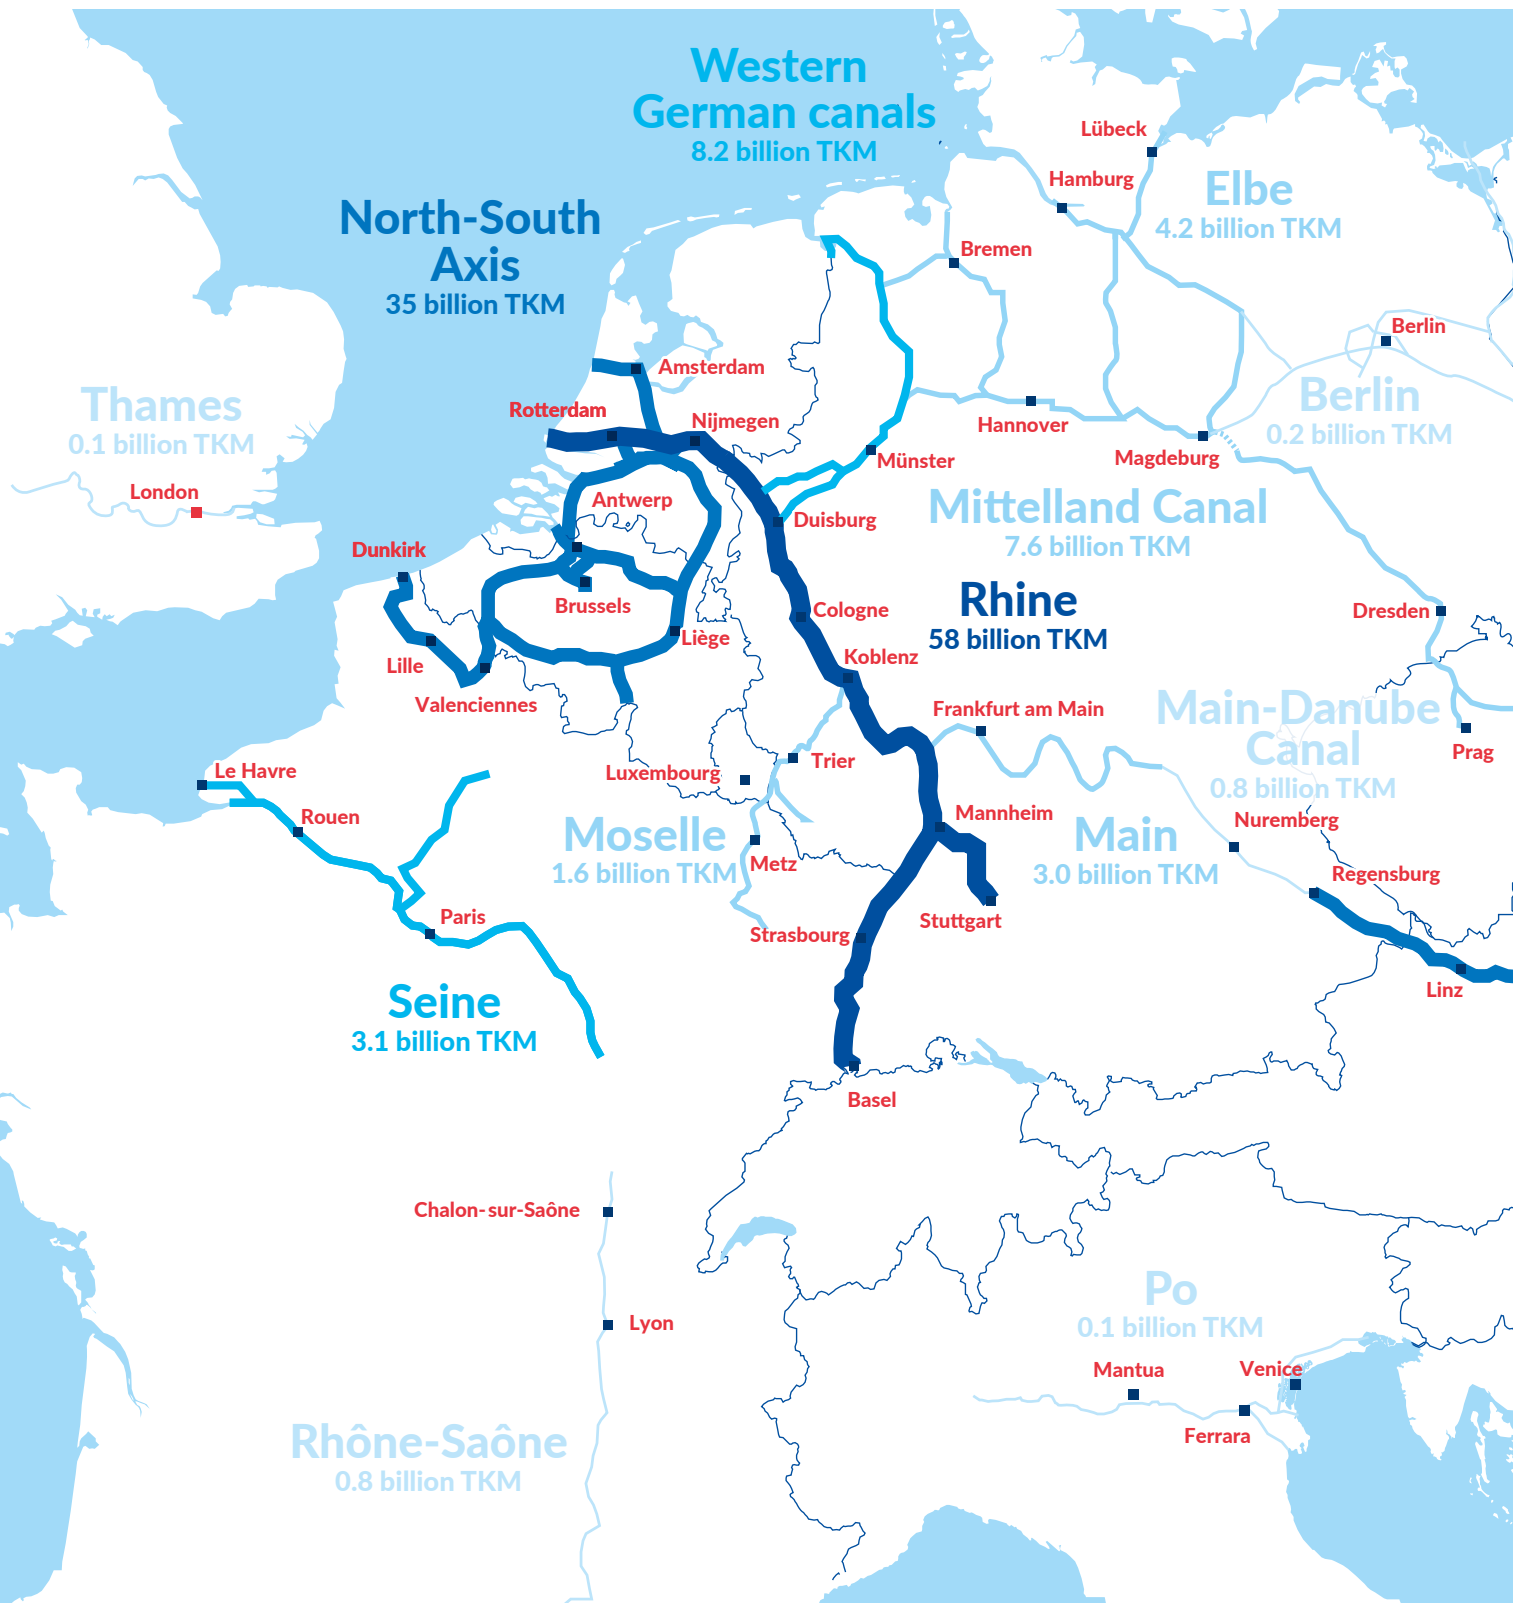 Western
German canals
8.2 billion TKM
Lübeck
Hamburg
Elbe
4.2 billion TKM
North-South
Axis
35 billion TKM
Bremen
Berlin
Amsterdam
Thames
0.1 billion TKM
Berlin
0.2 billion TKM
Rotterdam
Nijmegen
Hannover
Münster
Magdeburg
London
Antwerp
Duisburg
Mittelland Canal
7.6 billion TKM
Dunkirk
Brussels
Cologne
Rhine
58 billion TKM
Dresden
Liège
Lille
Koblenz
Valenciennes
Frankfurt am Main
Main-Danube
Canal
0.8 billion TKM
Prag
Le Havre
Luxembourg
Trier
Rouen
Mannheim
Nuremberg
Moselle
1.6 billion TKM
Metz
Main
3.0 billion TKM
Regensburg
Paris
Strasbourg
Stuttgart
Linz
Seine
3.1 billion TKM
Basel
Chalon-sur-Saône
Lyon
Po
0.1 billion TKM
Mantua
Venice
Ferrara
Rhône-Saône
0.8 billion TKM